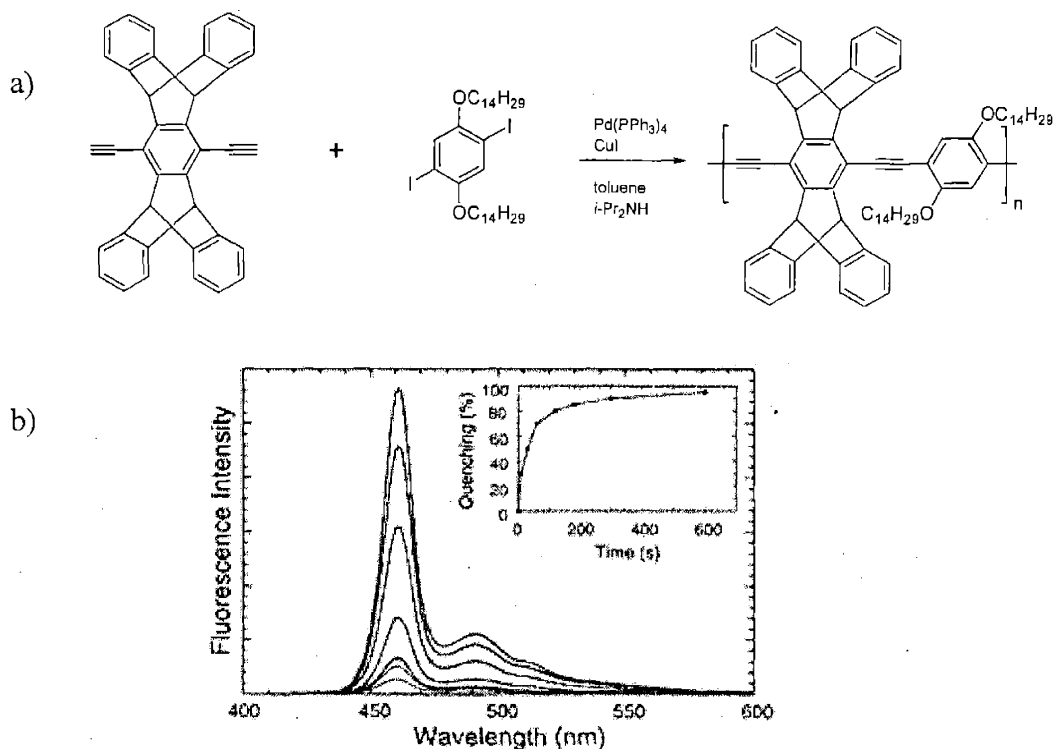 a)
OC₁₄H₂₉
I
I
OC₁₄H₂₉
+
Pd(PPh₃)₄
CuI
toluene
i-Pr₂NH
OC₁₄H₂₉
C₁₄H₂₉O
n
b)
Fluorescence Intensity
Quenching (%)
100
80
60
40
20
0
0 200 400 600
Time (s)
400 450 500 550 600
Wavelength (nm)